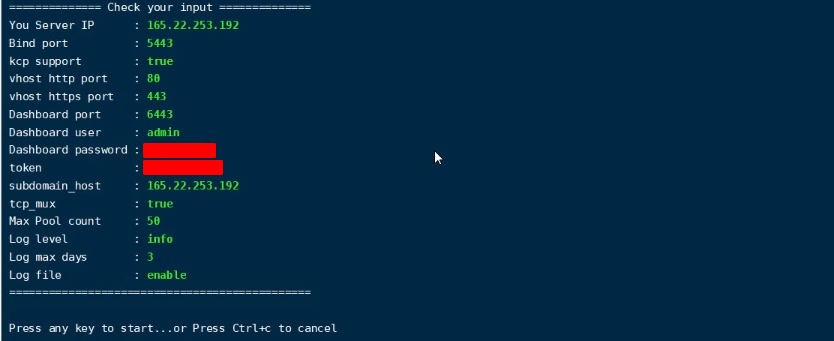 ============== Check your input ==============
You Server IP      : 165.22.253.192
Bind port          : 5443
kcp support        : true
vhost http port    : 80
vhost https port   : 443
Dashboard port     : 6443
Dashboard user     : admin
Dashboard password :
token              :
subdomain_host     : 165.22.253.192
tcp_mux            : true
Max Pool count     : 50
Log level          : info
Log max days       : 3
Log file           : enable
==============================================
Press any key to start...or Press Ctrl+c to cancel